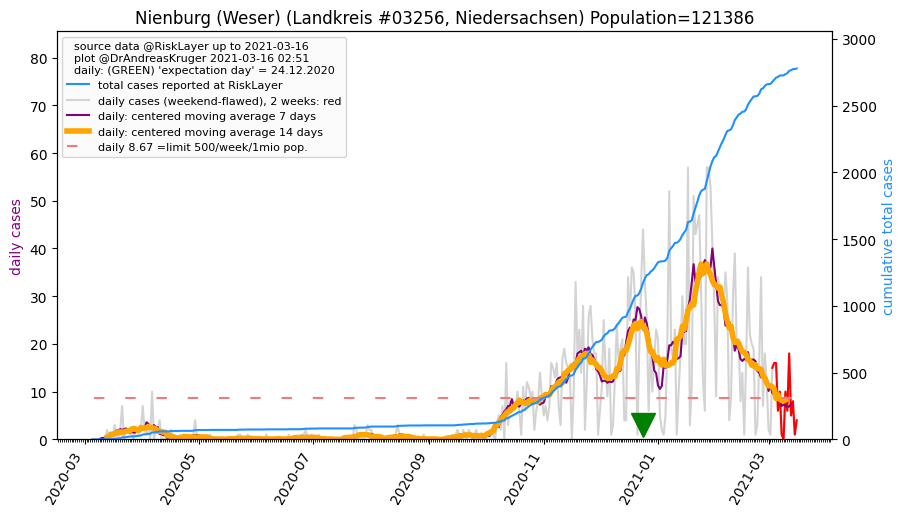 Nienburg (Weser) (Landkreis #03256, Niedersachsen) Population=121386
source data @RiskLayer up to 2021-03-16
plot @DrAndreasKruger 2021-03-16 02:51
daily: (GREEN) 'expectation day' = 24.12.2020
total cases reported at RiskLayer
daily cases (weekend-flawed), 2 weeks: red
daily: centered moving average 7 days
daily: centered moving average 14 days
daily 8.67 =limit 500/week/1mio pop.
daily cases
80
70
60
50
40
30
20
10
0
3000
2500
2000
1500
1000
500
0
cumulative total cases
2020-03
2020-05
2020-07
2020-09
2020-11
2021-01
2021-03